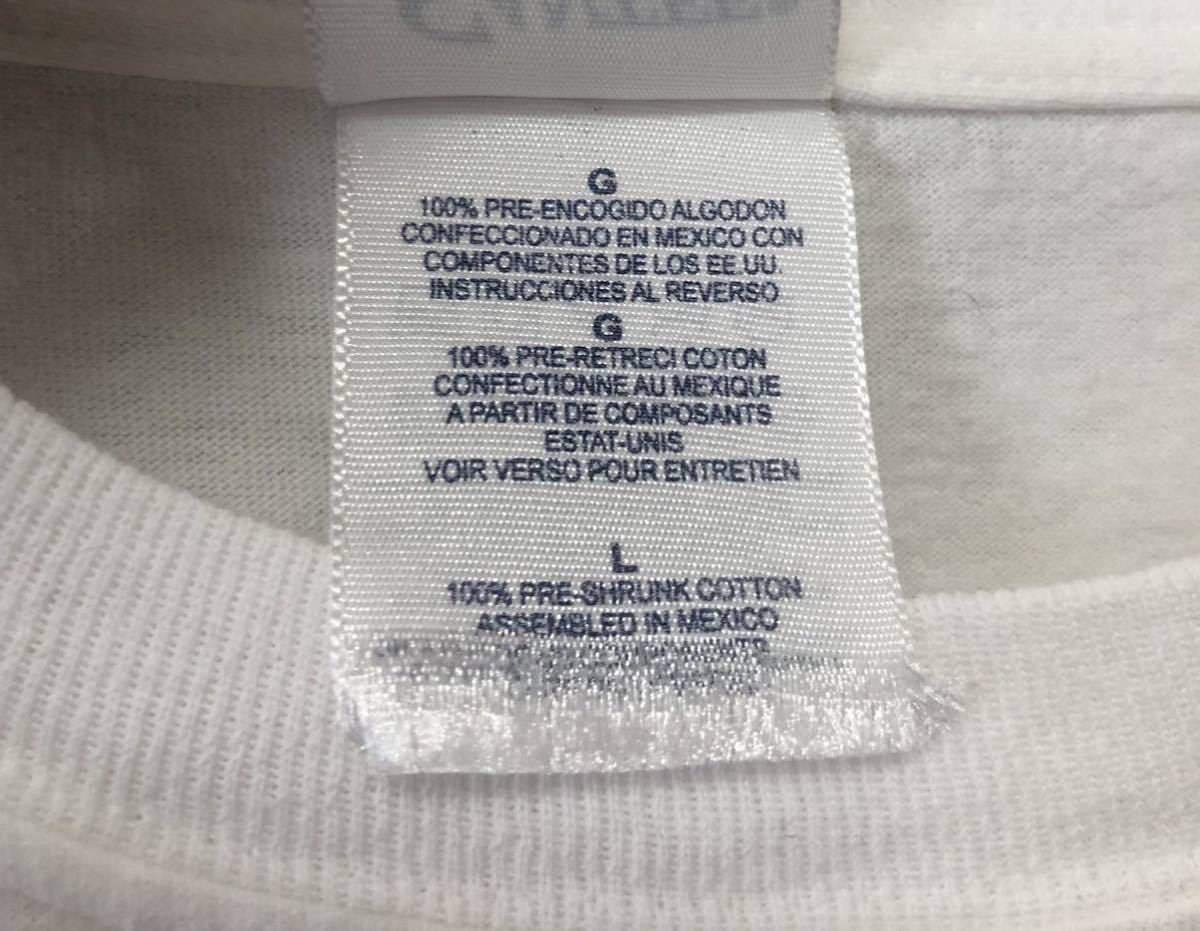 G
100% PRE-ENCOGIDO ALGODON
CONFECCIONADO EN MEXICO CON
COMPONENTES DE LOS EE.UU.
INSTRUCCIONES AL REVERSO
G
100% PRE-RETRECI COTON
CONFECTIONNE AU MEXIQUE
A PARTIR DE COMPOSANTS
ESTAT-UNIS
VOIR VERSO POUR ENTRETIEN
L
100% PRE-SHRUNK COTTON
ASSEMBLED IN MEXICO